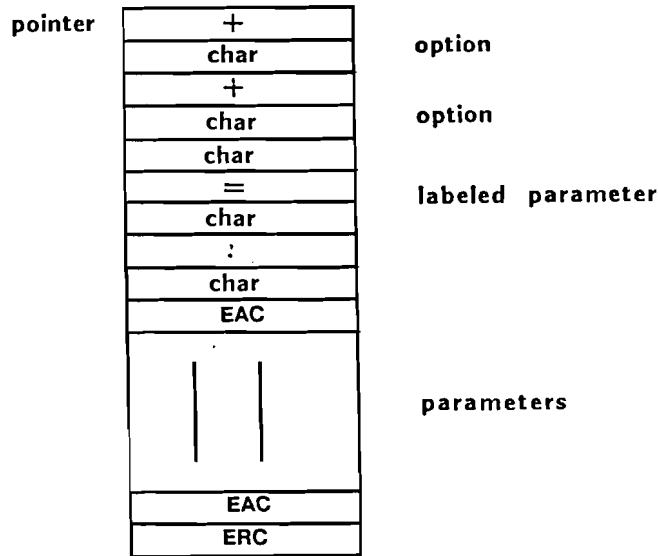 pointer +
char option
+
char option
char
= labeled parameter
char
:
char
EAC
parameters
EAC
ERC